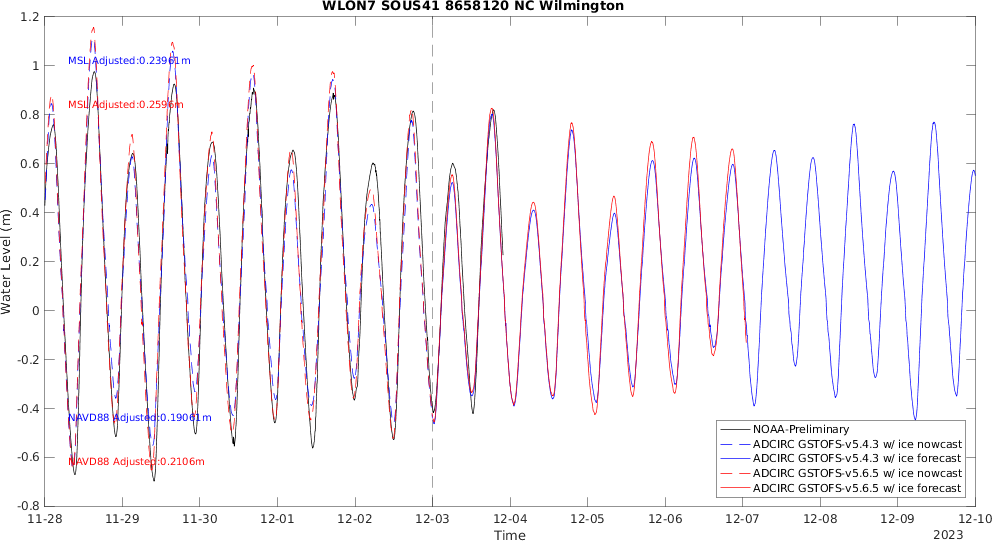 WLON7 SOUS41 8658120 NC Wilmington
1.2
1
0.8
0.6
0.4
0.2
0
-0.2
-0.4
-0.6
-0.8
Water Level (m)
MSL Adjusted:0.23961m
MSL Adjusted:0.2596m
NAVD88 Adjusted:0.19061m
NAVD88 Adjusted:0.2106m
NOAA-Preliminary
ADCIRC GSTOFS-v5.4.3 w/ ice nowcast
ADCIRC GSTOFS-v5.4.3 w/ ice forecast
ADCIRC GSTOFS-v5.6.5 w/ ice nowcast
ADCIRC GSTOFS-v5.6.5 w/ ice forecast
11-28 11-29 11-30 12-01 12-02 12-03 12-04 12-05 12-06 12-07 12-08 12-09 12-10
Time
2023